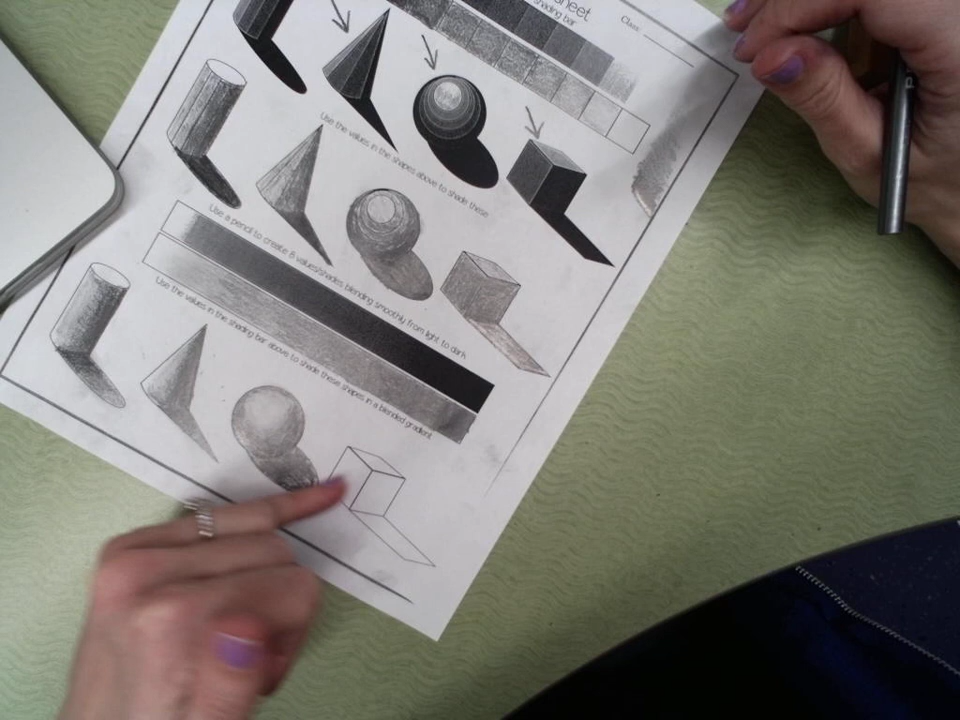 shading bar
Class:
Use the values in the shapes above to shade these
Use a pencil to create 8 values/shades, blending smoothly from light to dark
Use the values in the shading bar above to shade these shapes in a blended gradient